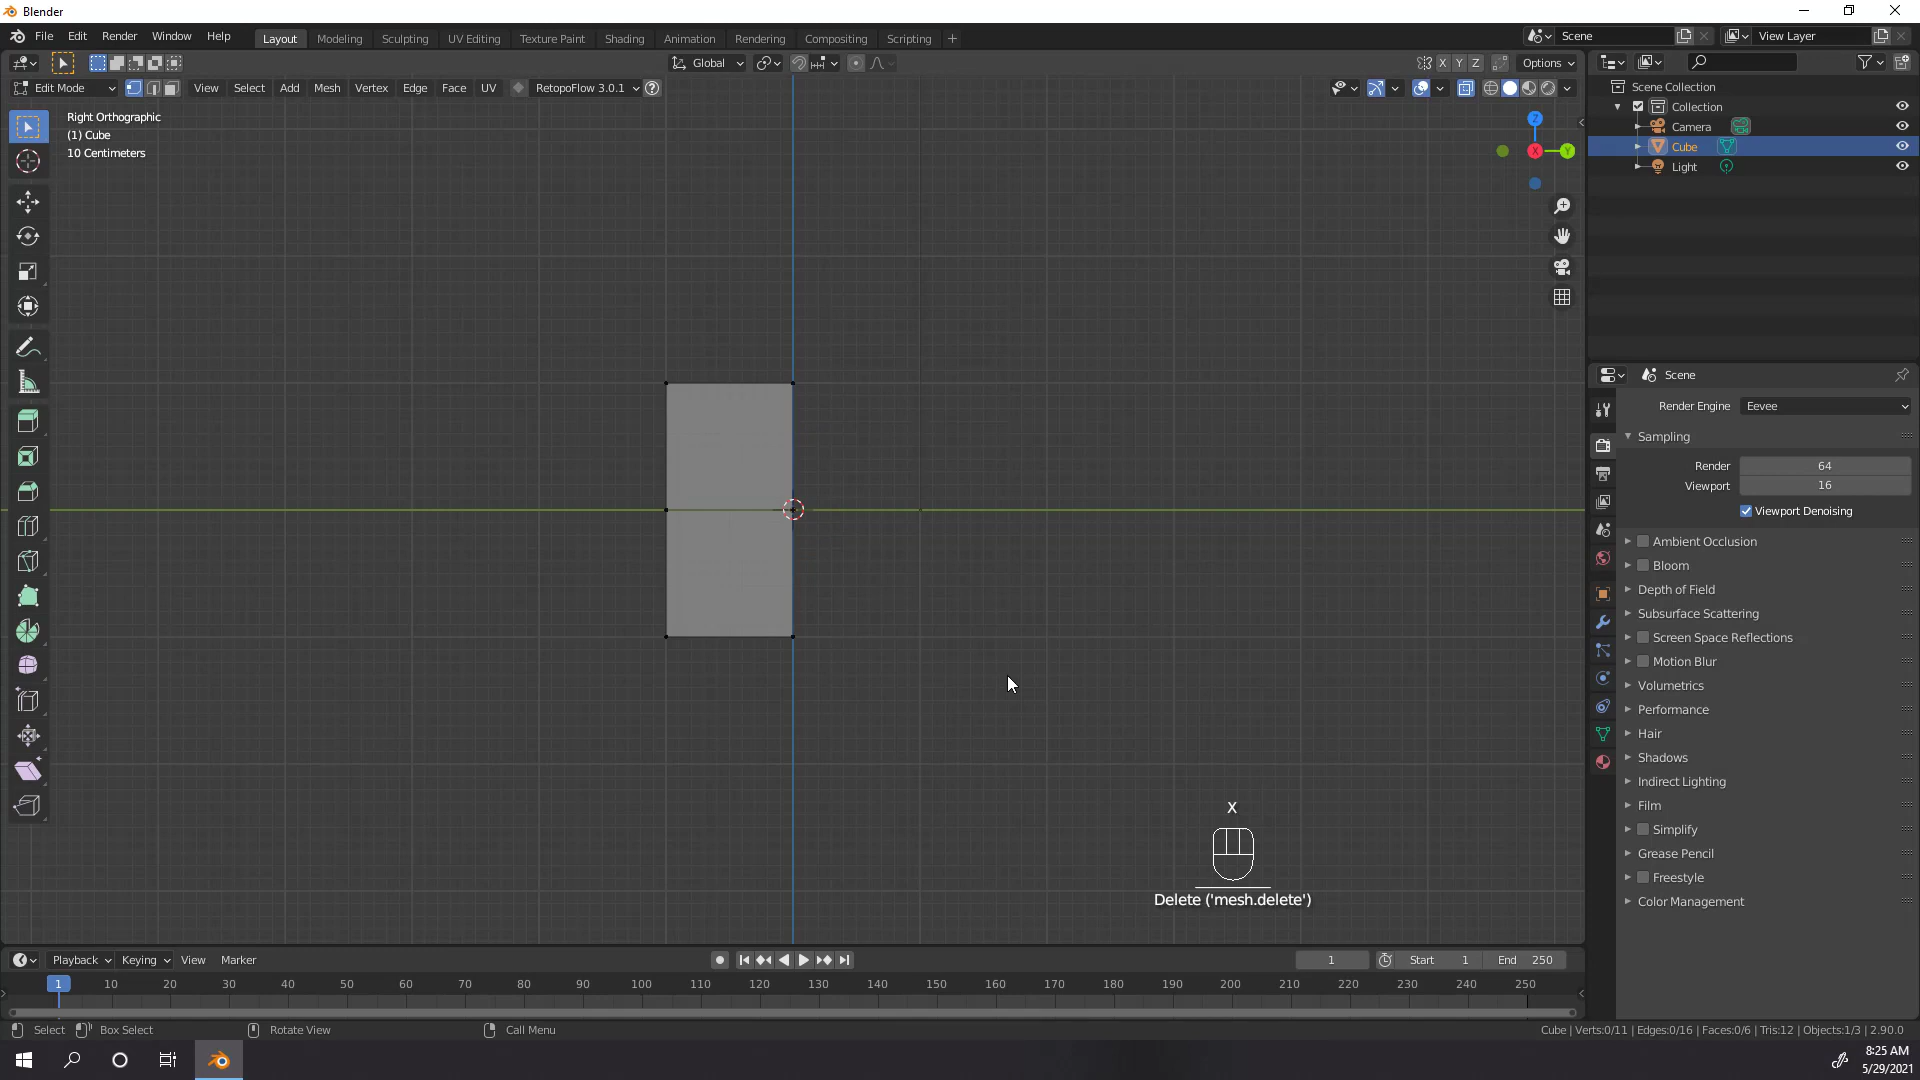 Blender
File Edit Render Window Help
Layout Modeling Sculpting UV Editing Texture Paint Shading Animation Rendering Compositing Scripting +
Scene
View Layer
Global
X Y Z
Options
Edit Mode
View Select Add Mesh Vertex Edge Face UV
RetopoFlow 3.0.1
Right Orthographic
(1) Cube
10 Centimeters
Z
X
Y
Scene Collection
Collection
Camera
Cube
Light
Scene
Render Engine Eevee
Sampling
Render 64
Viewport 16
Viewport Denoising
Ambient Occlusion
Bloom
Depth of Field
Subsurface Scattering
Screen Space Reflections
Motion Blur
Volumetrics
Performance
Hair
Shadows
Indirect Lighting
Film
Simplify
Grease Pencil
Freestyle
Color Management
X
Delete ('mesh.delete')
Playback Keying View Marker
1
Start 1
End 250
1 10 20 30 40 50 60 70 80 90 100 110 120 130 140 150 160 170 180 190 200 210 220 230 240 250
Select Box Select Rotate View Call Menu
Cube | Verts:0/11 | Edges:0/16 | Faces:0/6 | Tris:12 | Objects:1/3 | 2.90.0
8:25 AM
5/29/2021